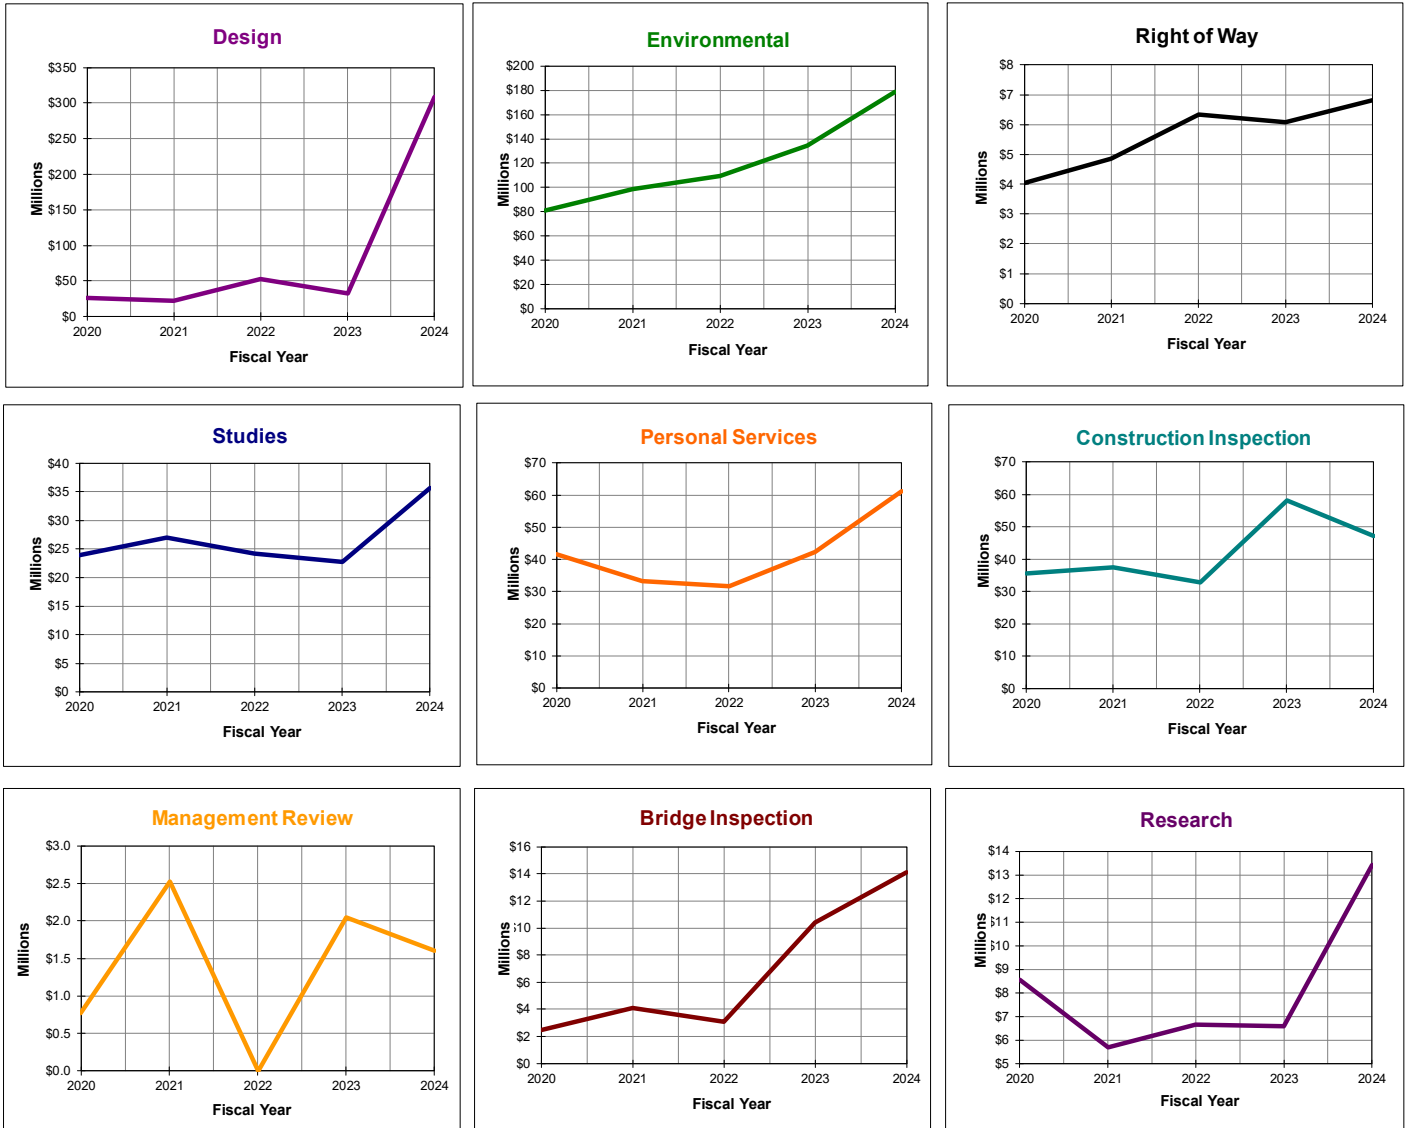 Design
$350
$300
$250
$200
$150
$100
$50
$0
Millions
2020 2021 2022 2023 2024
Fiscal Year
Environmental
$200
$180
$160
$140
$120
$100
$80
$60
$40
$20
$0
Millions
2020 2021 2022 2023 2024
Fiscal Year
Right of Way
$8
$7
$6
$5
$4
$3
$2
$1
$0
Millions
2020 2021 2022 2023 2024
Fiscal Year
Studies
$40
$35
$30
$25
$20
$15
$10
$5
$0
Millions
2020 2021 2022 2023 2024
Fiscal Year
Personal Services
$70
$60
$50
$40
$30
$20
$10
$0
Millions
2020 2021 2022 2023 2024
Fiscal Year
Construction Inspection
$70
$60
$50
$40
$30
$20
$10
$0
Millions
2020 2021 2022 2023 2024
Fiscal Year
Management Review
$3.0
$2.5
$2.0
$1.5
$1.0
$0.5
$0.0
Millions
2020 2021 2022 2023 2024
Fiscal Year
Bridge Inspection
$16
$14
$12
$10
$8
$6
$4
$2
$0
Millions
2020 2021 2022 2023 2024
Fiscal Year
Research
$14
$13
$12
$11
$10
$9
$8
$7
$6
$5
Millions
2020 2021 2022 2023 2024
Fiscal Year